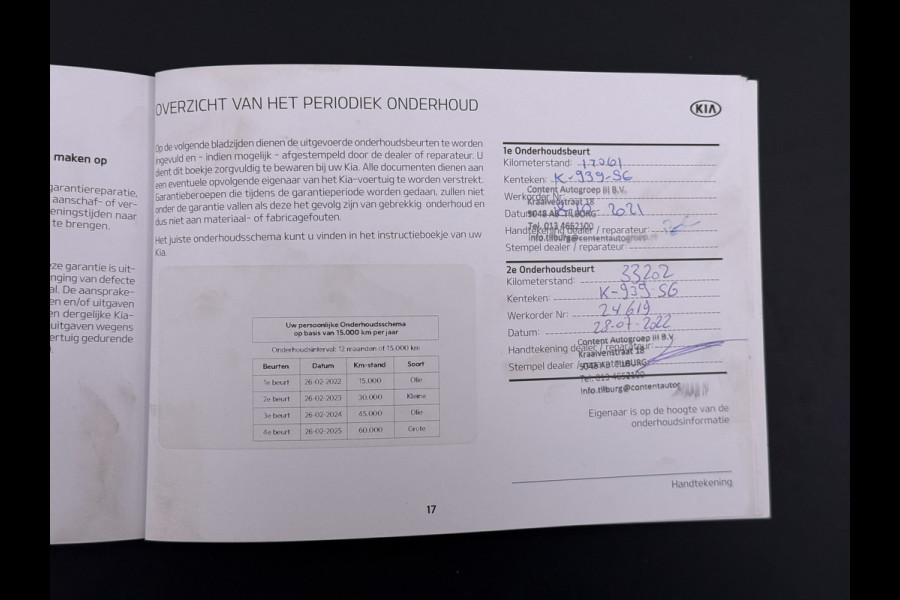 maken op
garantiereparatie,
aanschaf- of ver-
eningstijden naar
te brengen.
ze garantie is uit-
nging van defecte
al. De aansprake-
en en/of uitgaven
en dergelijke Kia-
uitgaven wegens
ertuig gedurende
OVERZICHT VAN HET PERIODIEK ONDERHOUD
Op de volgende bladzijden dienen de uitgevoerde onderhoudsbeurten te worden
ingevuld en - indien mogelijk - afgestempeld door de dealer of reparateur. U
dient dit boekje zorgvuldig te bewaren bij uw Kia. Alle documenten dienen aan
een eventuele opvolgende eigenaar van het Kia-voertuig te worden verstrekt.
Garantieberoepen die tijdens de garantieperiode worden gedaan, zullen niet
onder de garantie vallen als deze het gevolg zijn van gebrekkig onderhoud en
dus niet aan materiaal- of fabricagefouten.
Het juiste onderhoudsschema kunt u vinden in het instructieboekje van uw
Kia.
Uw persoonlijke Onderhoudsschema
op basis van 15.000 km per jaar
Onderhoudsinterval: 12 maanden of 15.000 km
Beurten Datum Km-stand Soort
1e beurt 26-02-2022 15.000 Olie
2e beurt 26-02-2023 30.000 Kleine
3e beurt 26-02-2024 45.000 Olie
4e beurt 26-02-2025 60.000 Grote
17
KIA
1e Onderhoudsbeurt
Kilometerstand: 17061
Kenteken: K-939-SG
Content Autogroep III B.V.
Werkorder Nr:
Kraaivenstraat 18
Datum: 2021
5048 AB TILBURG
Tel. 013 4662100
Handtekening dealer / reparateur:
info.tilburg@contentautogroep.nl
Stempel dealer / reparateur:
2e Onderhoudsbeurt
Kilometerstand: 33202
Kenteken: K-939-SG
Werkorder Nr: 24619
Datum: 28-07-2022
Content Autogroep III B.V.
Handtekening dealer / reparateur:
Kraaivenstraat 18
Stempel dealer / reparateur:
5048 AB TILBURG
Tel. 013 4662100
info.tilburg@contentautog
Eigenaar is op de hoogte van de
onderhoudsinformatie
Handtekening